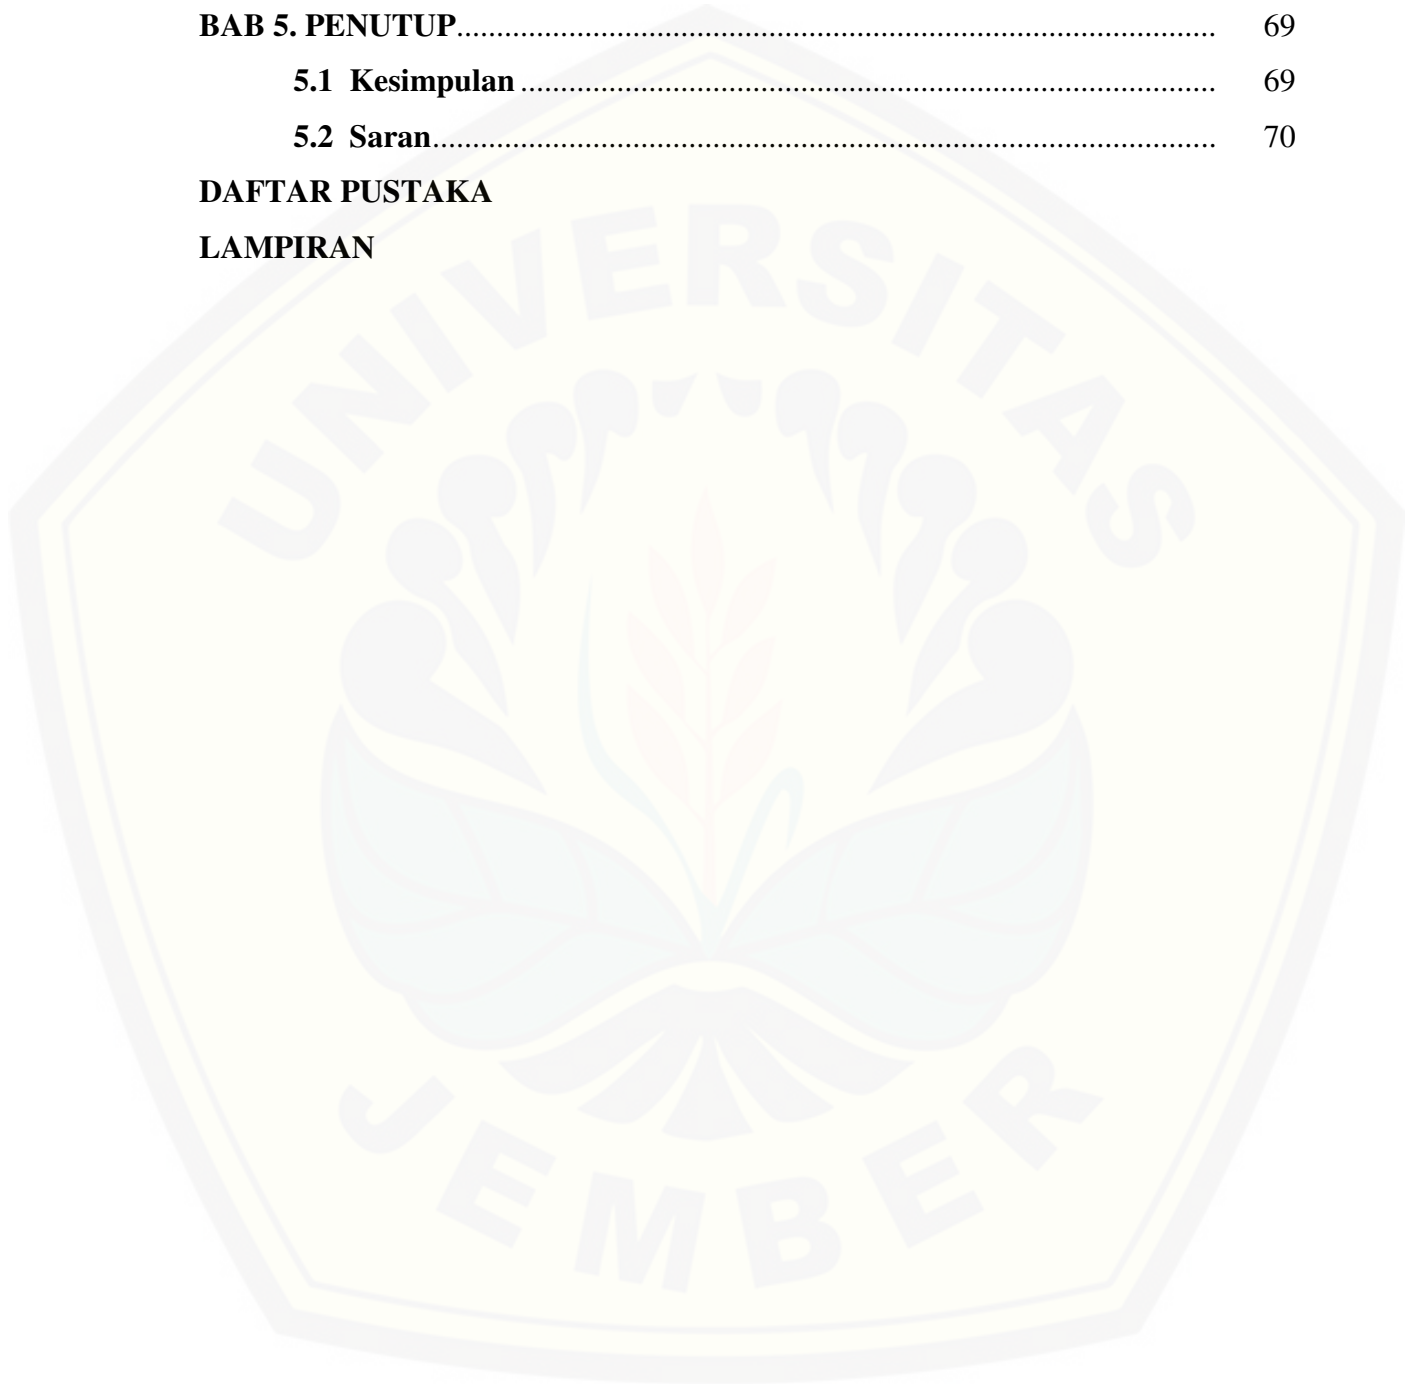 BAB 5. PENUTUP.............................................................................................. 69
5.1 Kesimpulan ...................................................................................... 69
5.2 Saran................................................................................................. 70
DAFTAR PUSTAKA
LAMPIRAN
UNIVERSITAS
JEMBER